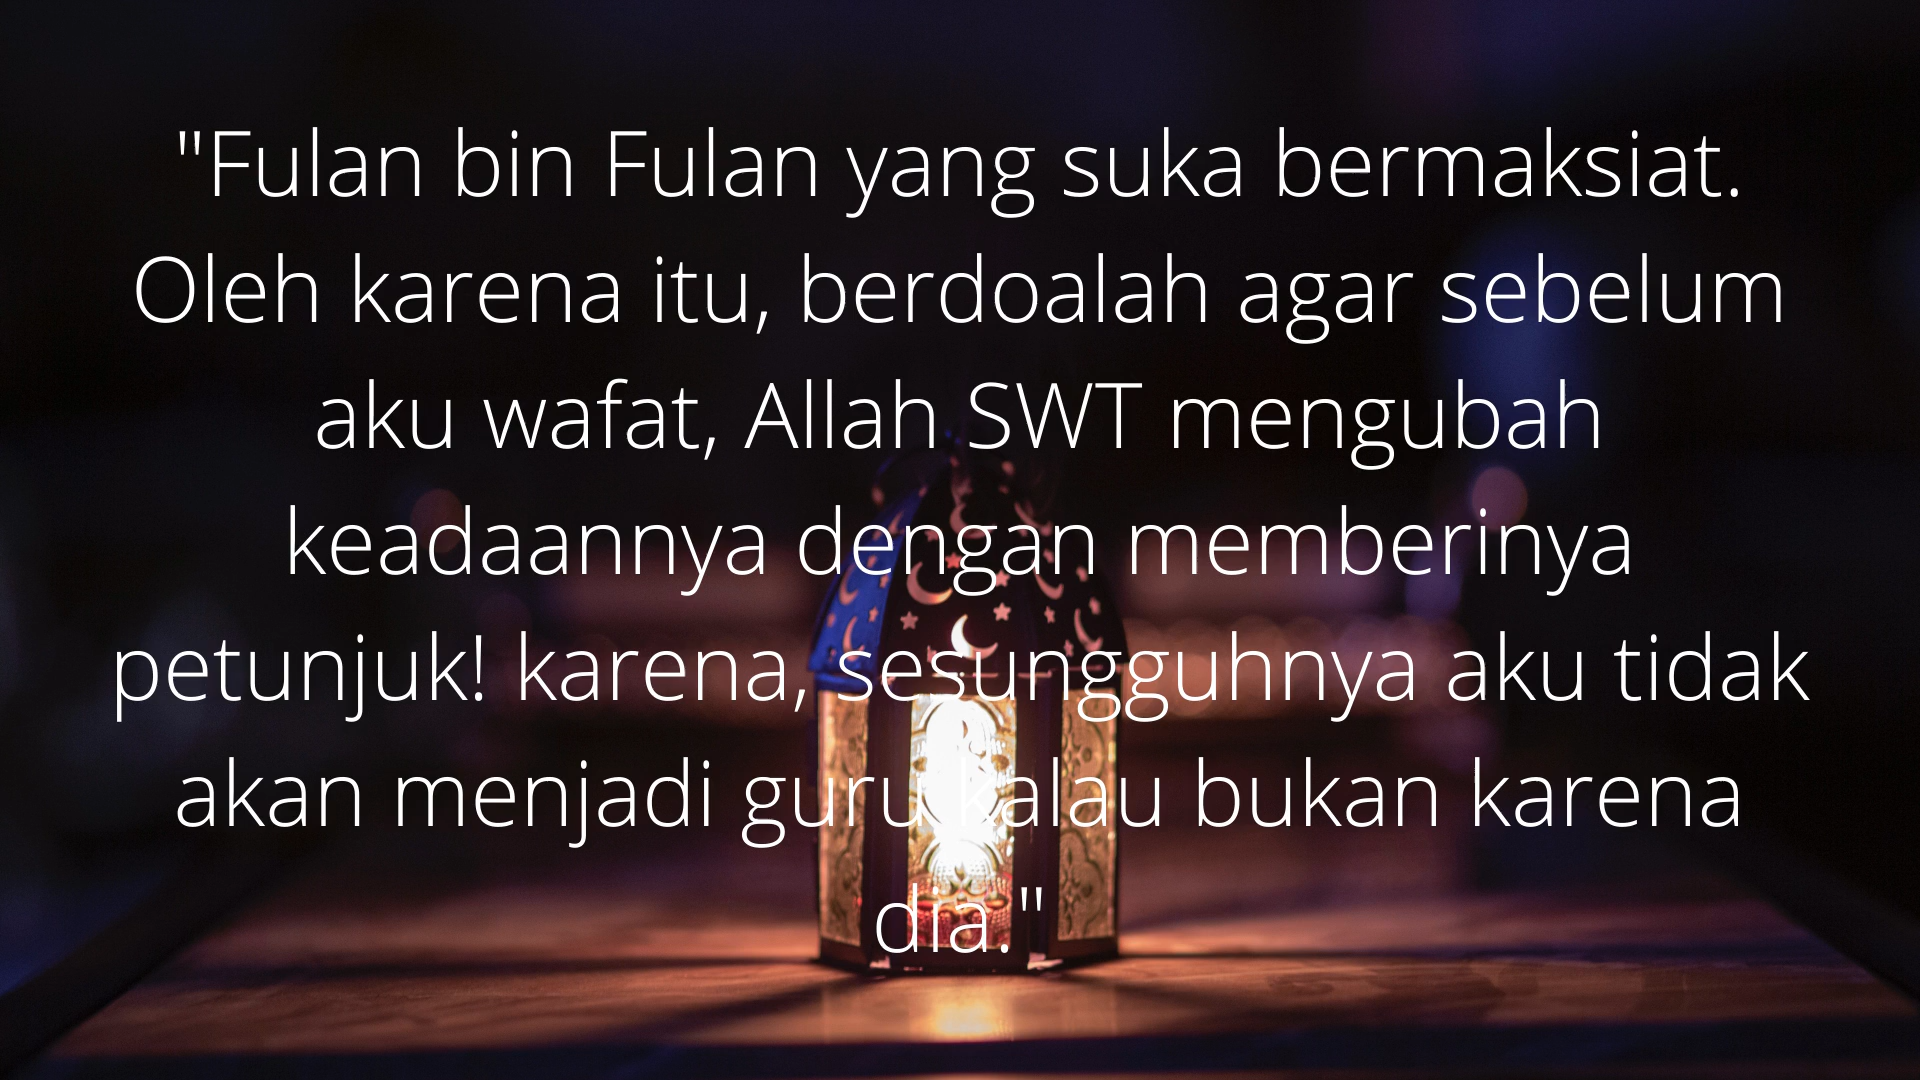 "Fulan bin Fulan yang suka bermaksiat.
Oleh karena itu, berdoalah agar sebelum
aku wafat, Allah SWT mengubah
keadaannya dengan memberinya
petunjuk! karena, sesungguhnya aku tidak
akan menjadi guru kalau bukan karena
dia."